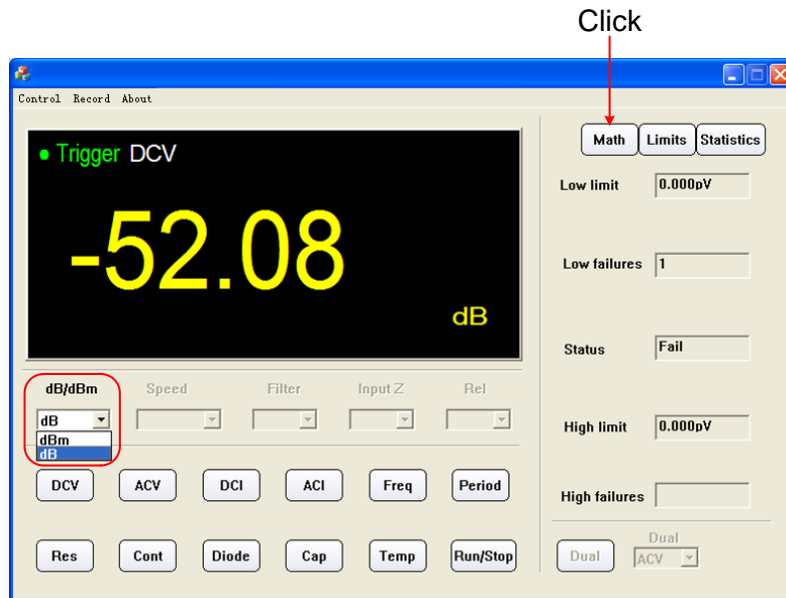 Click
Control Record About
Trigger DCV
-52.08
dB
Math Limits Statistics
Low limit 0.000pV
Low failures 1
Status Fail
High limit 0.000pV
High failures
dB/dBm Speed Filter Input Z Rel
dB
dBm
dB
DCV ACV DCI ACI Freq Period
Res Cont Diode Cap Temp Run/Stop
Dual
Dual ACV